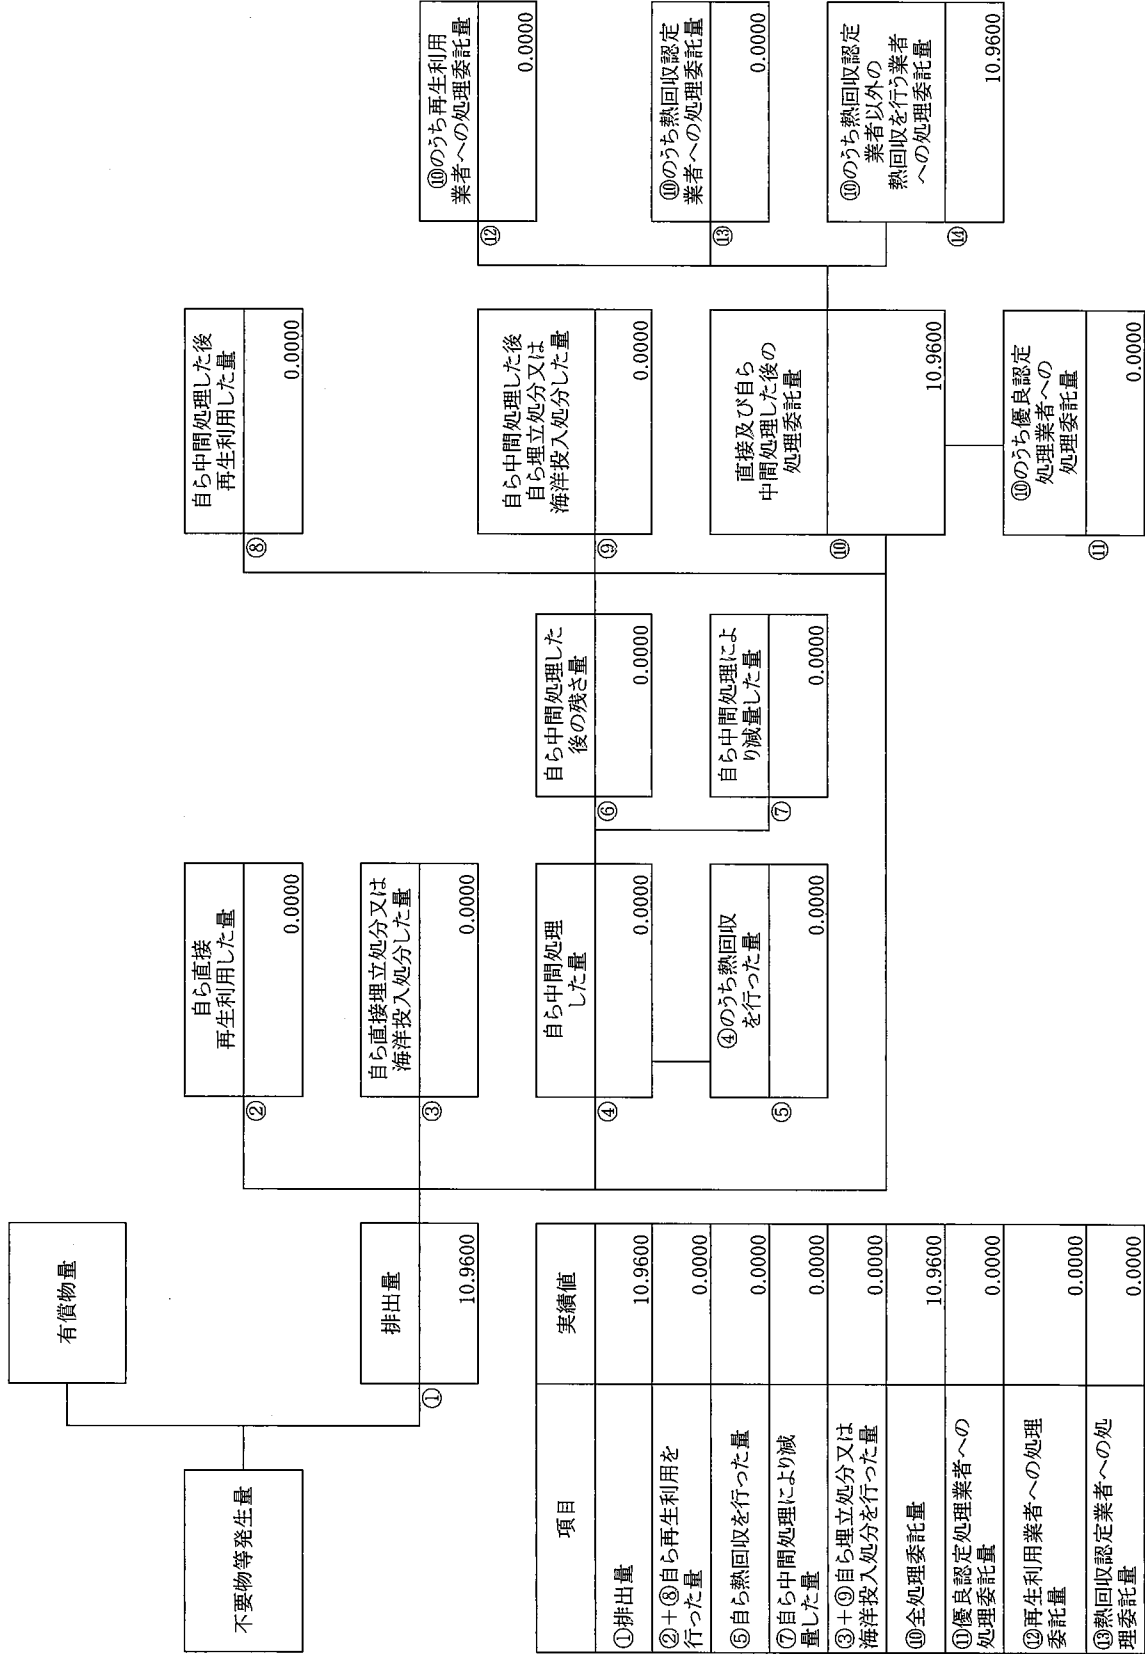 有償物量
不要物等発生量
①
排出量
10.9600
②
自ら直接
再生利用した量
0.0000
③
自ら直接埋立処分又は
海洋投入処分した量
0.0000
④
自ら中間処理
した量
0.0000
⑤
④のうち熱回収
を行った量
0.0000
⑥
自ら中間処理した
後の残さ量
0.0000
⑦
自ら中間処理によ
り減量した量
0.0000
⑧
自ら中間処理した後
再生利用した量
0.0000
⑨
自ら中間処理した後
自ら埋立処分又は
海洋投入処分した量
0.0000
⑩
直接及び自ら
中間処理した後の
処理委託量
10.9600
⑪
⑩のうち優良認定
処理業者への
処理委託量
0.0000
⑫
⑩のうち再生利用
業者への処理委託量
0.0000
⑬
⑩のうち熱回収認定
業者への処理委託量
0.0000
⑭
⑩のうち熱回収認定
業者以外の
熱回収を行う業者
への処理委託量
10.9600
項目 実績値
①排出量 10.9600
②＋⑧自ら再生利用を
行った量 0.0000
⑤自ら熱回収を行った量 0.0000
⑦自ら中間処理により減
量した量 0.0000
③＋⑨自ら埋立処分又は
海洋投入処分を行った量 0.0000
⑩全処理委託量 10.9600
⑪優良認定処理業者への
処理委託量 0.0000
⑫再生利用業者への処理
委託量 0.0000
⑬熱回収認定業者への処
理委託量 0.0000